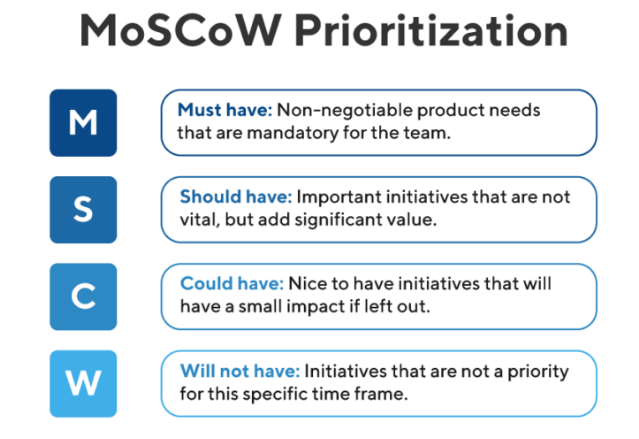 MoSCoW Prioritization
M
Must have: Non-negotiable product needs
that are mandatory for the team.
S
Should have: Important initiatives that are not
vital, but add significant value.
C
Could have: Nice to have initiatives that will
have a small impact if left out.
W
Will not have: Initiatives that are not a priority
for this specific time frame.